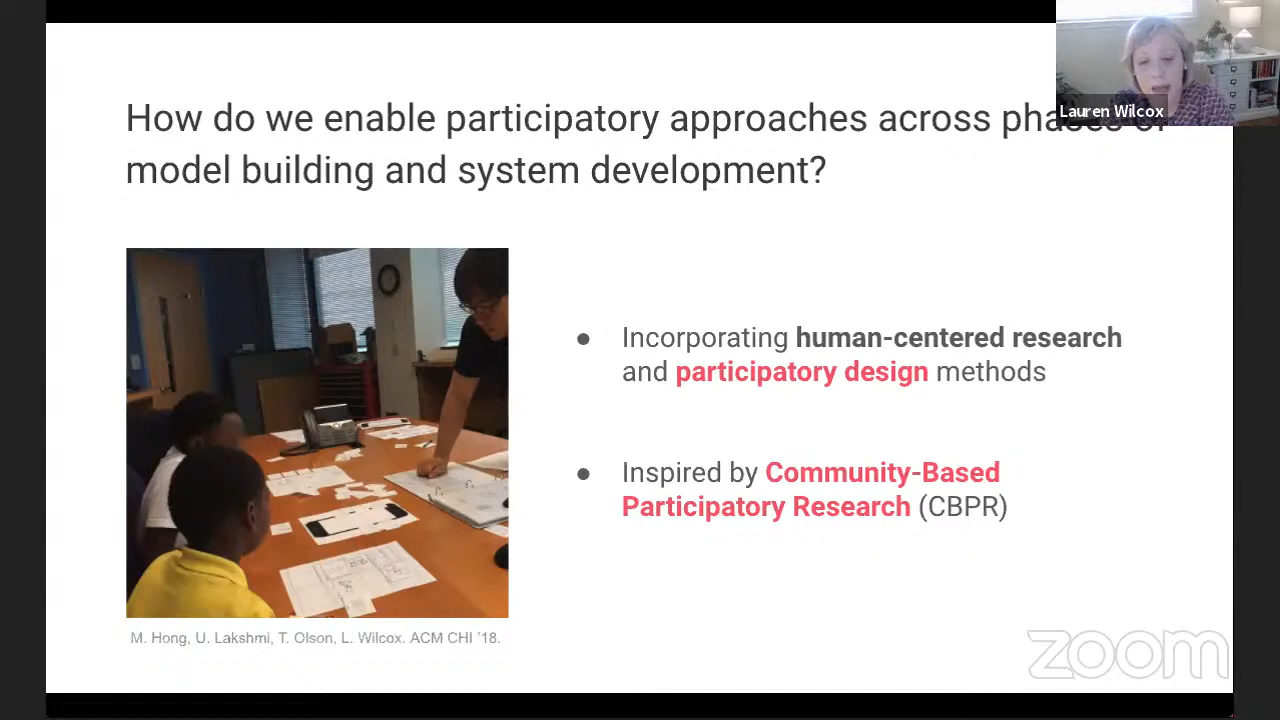 How do we enable participatory approaches across phases of
model building and system development?
Lauren Wilcox
● Incorporating human-centered research
and participatory design methods
● Inspired by Community-Based
Participatory Research (CBPR)
M. Hong, U. Lakshmi, T. Olson, L. Wilcox. ACM CHI '18.
zoom